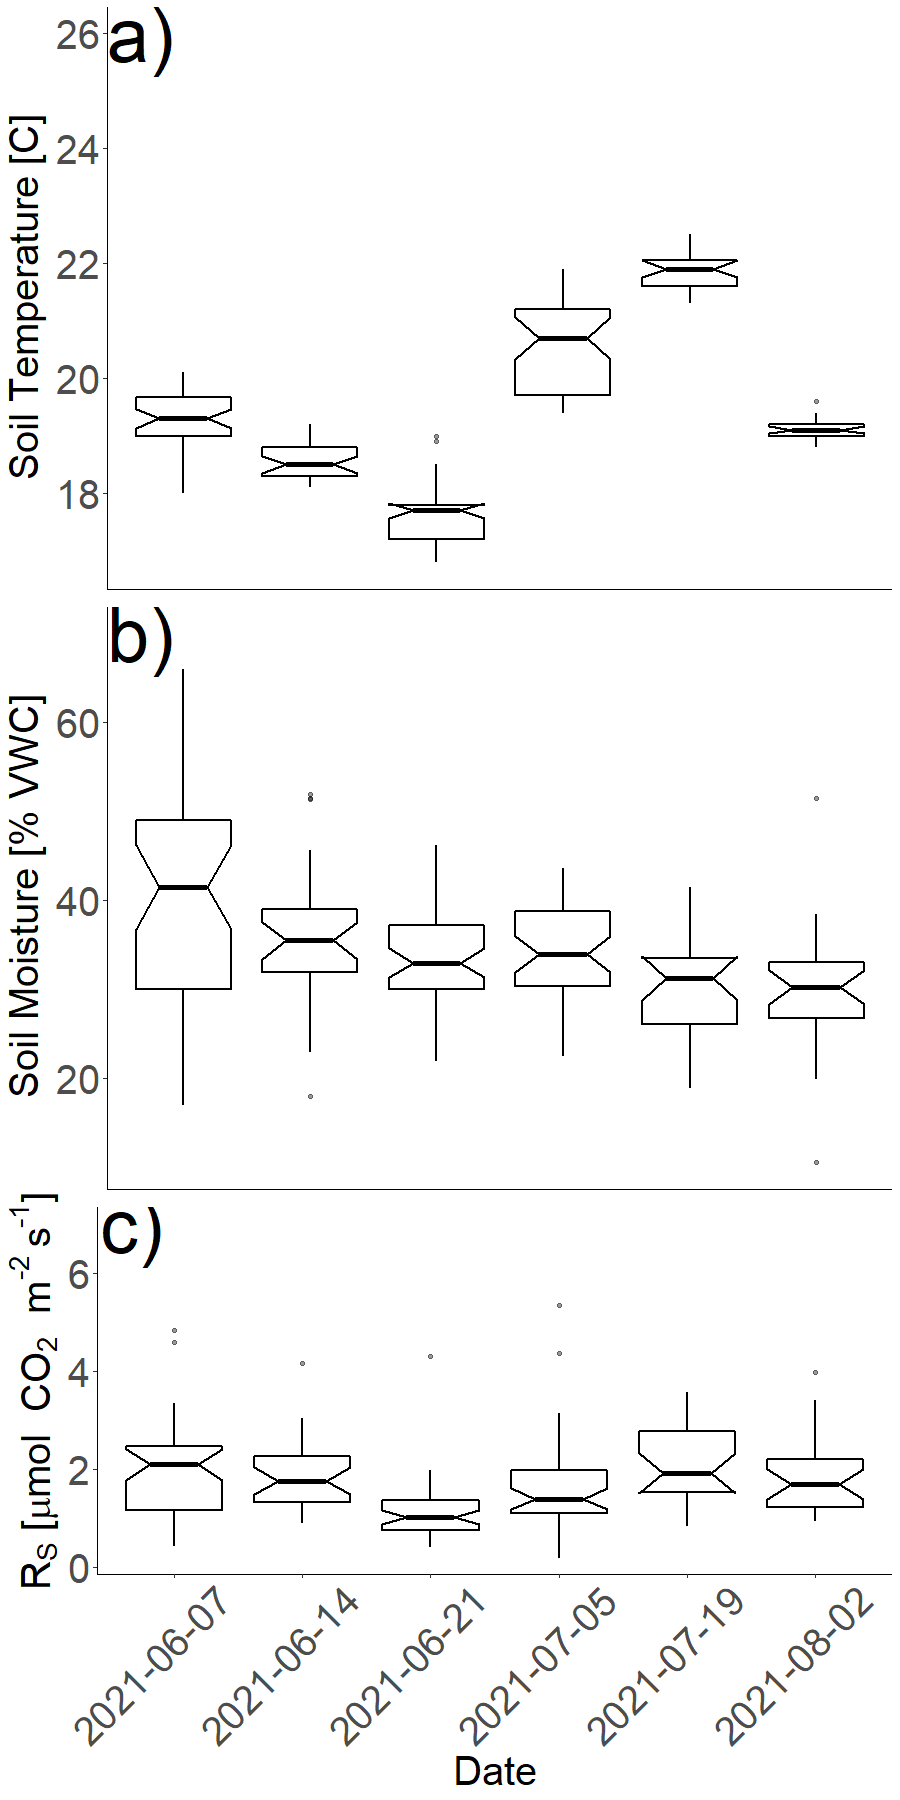 a)
Soil Temperature [C]
26
24
22
20
18
b)
Soil Moisture [% VWC]
60
40
20
c)
R_S [μmol CO₂ m⁻² s⁻¹]
6
4
2
0
2021-06-07
2021-06-14
2021-06-21
2021-07-05
2021-07-19
2021-08-02
Date